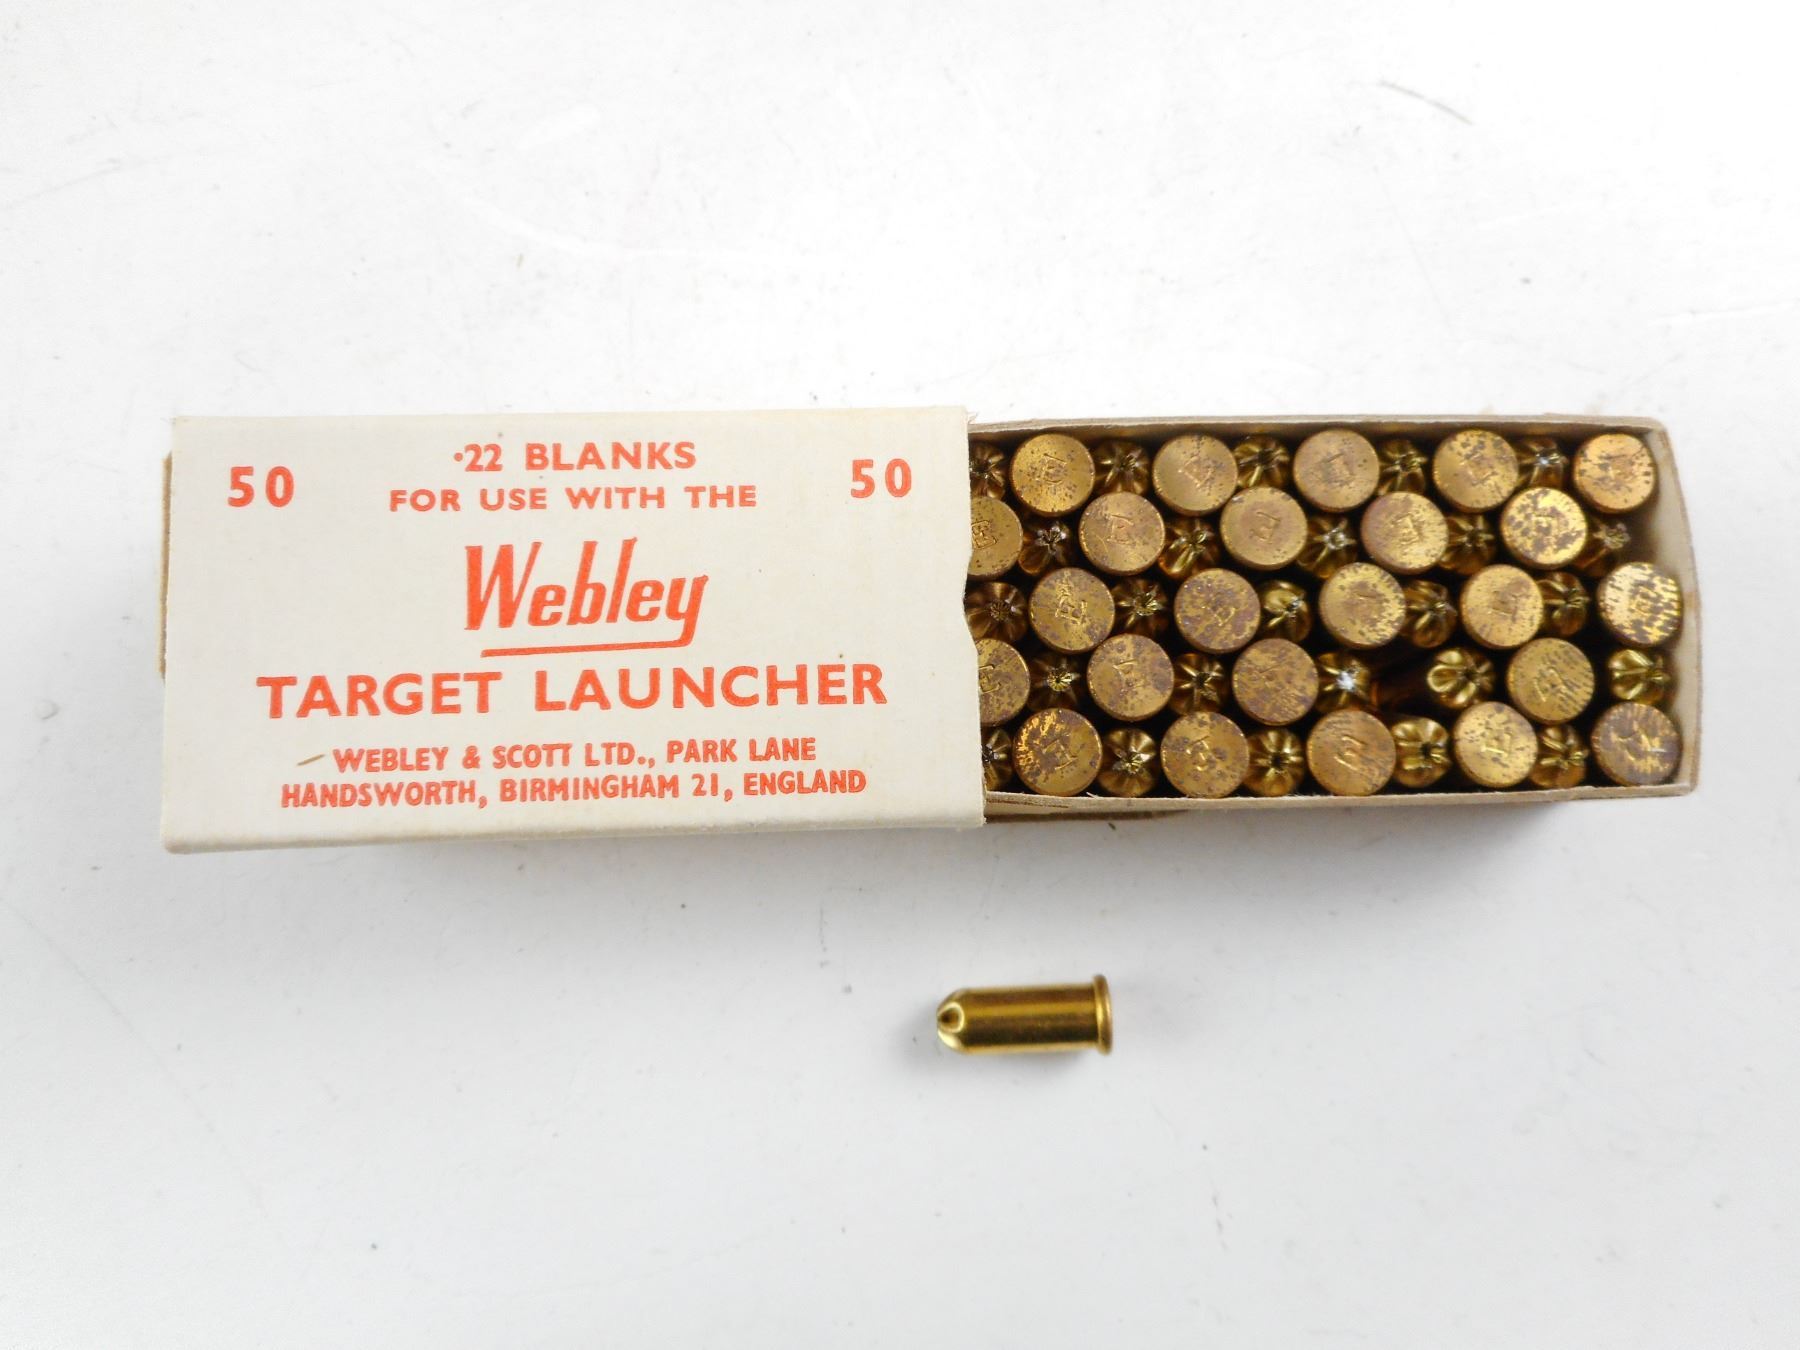 .22 BLANKS
50 FOR USE WITH THE 50
Webley
TARGET LAUNCHER
WEBLEY & SCOTT LTD., PARK LANE
HANDSWORTH, BIRMINGHAM 21, ENGLAND